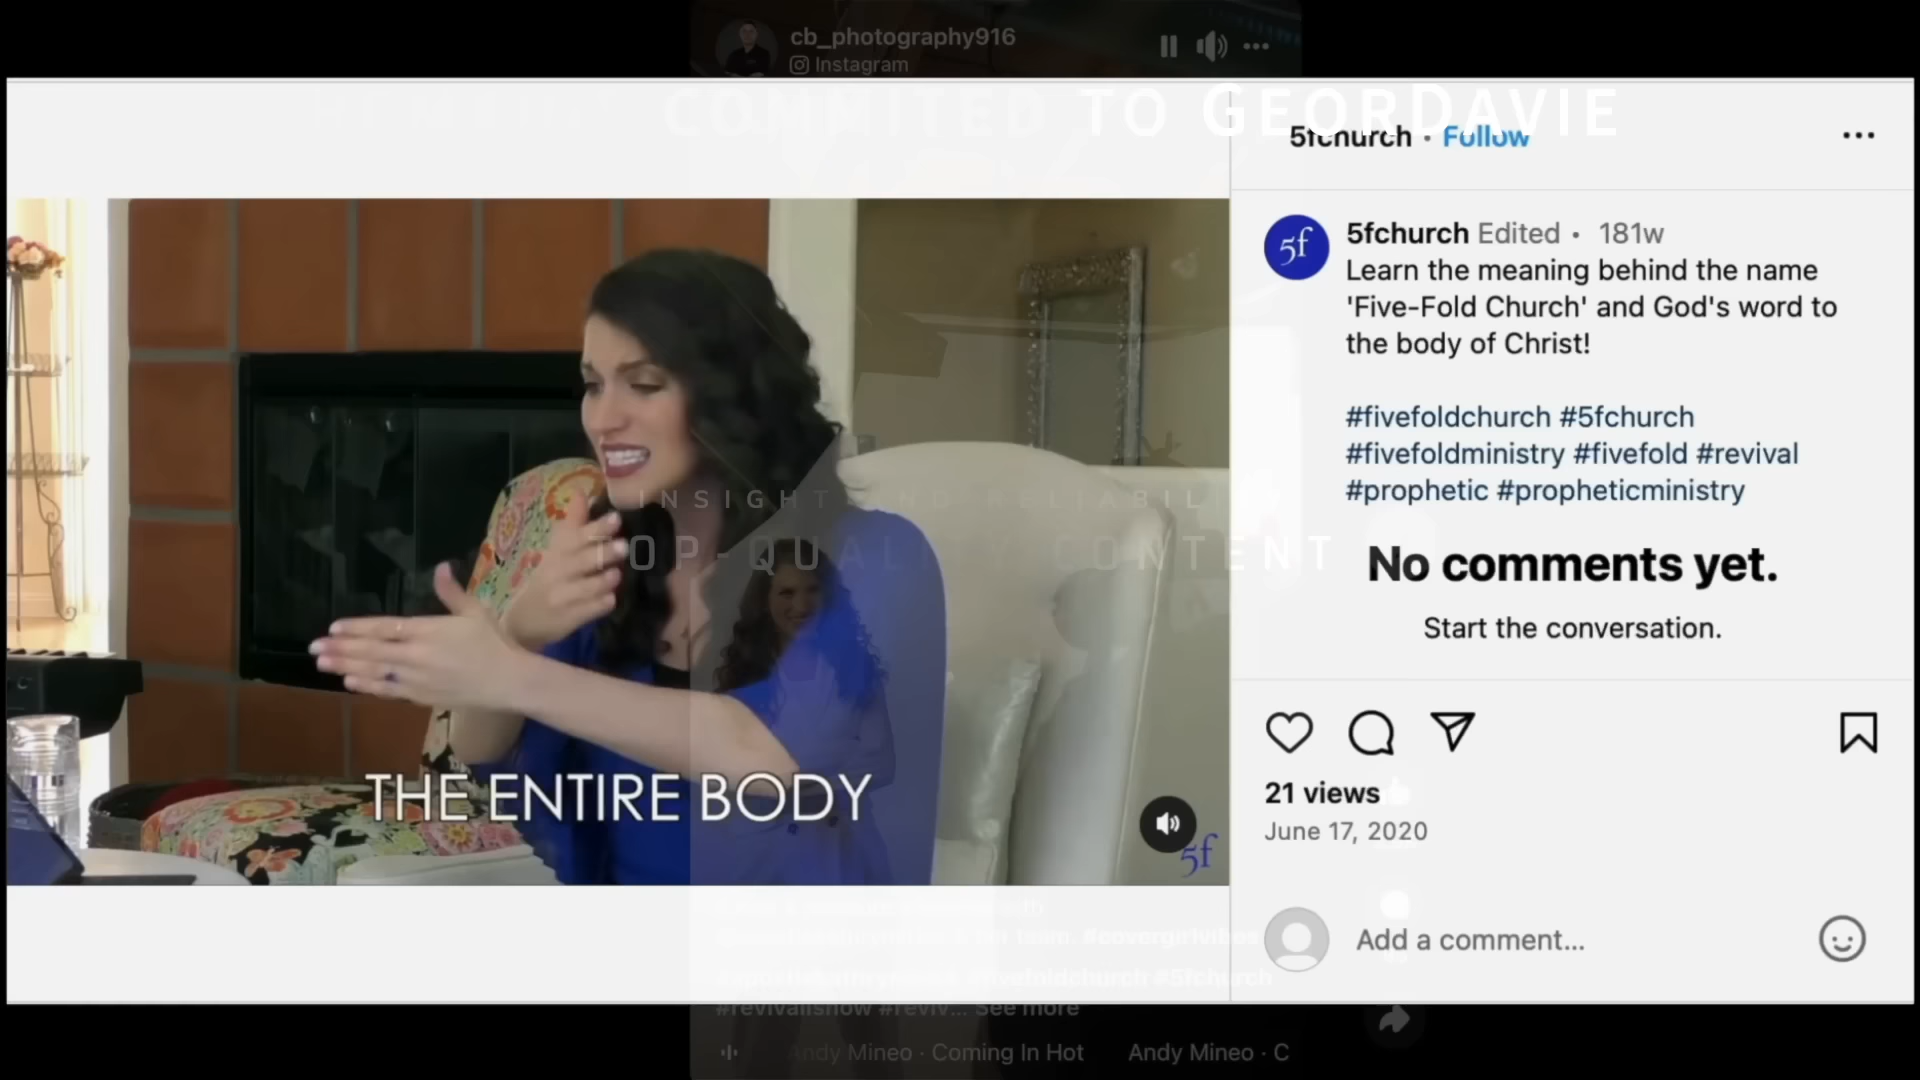 cb_photography916
Instagram
COMMITED TO GEORDAVIE
5fchurch • Follow
5f
5fchurch Edited • 181w
Learn the meaning behind the name
'Five-Fold Church' and God's word to
the body of Christ!
#fivefoldchurch #5fchurch
#fivefoldministry #fivefold #revival
#prophetic #propheticministry
TOP-QUALITY CONTENT
No comments yet.
Start the conversation.
THE ENTIRE BODY
5f
21 views
June 17, 2020
Add a comment...
#fivefoldchurch #5fchurch
#revivalisnow #reviv... See more
Andy Mineo · Coming In Hot Andy Mineo · C